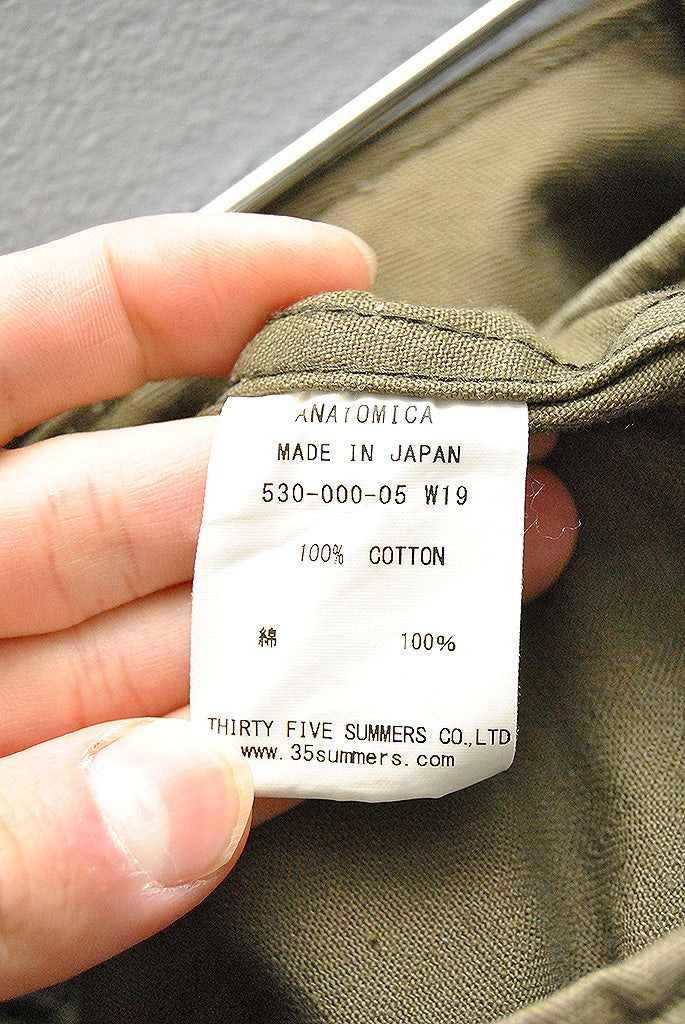 ANATOMICA
MADE IN JAPAN
530-000-05 W19
100% COTTON
綿 100%
THIRTY FIVE SUMMERS CO.,LTD
www.35summers.com